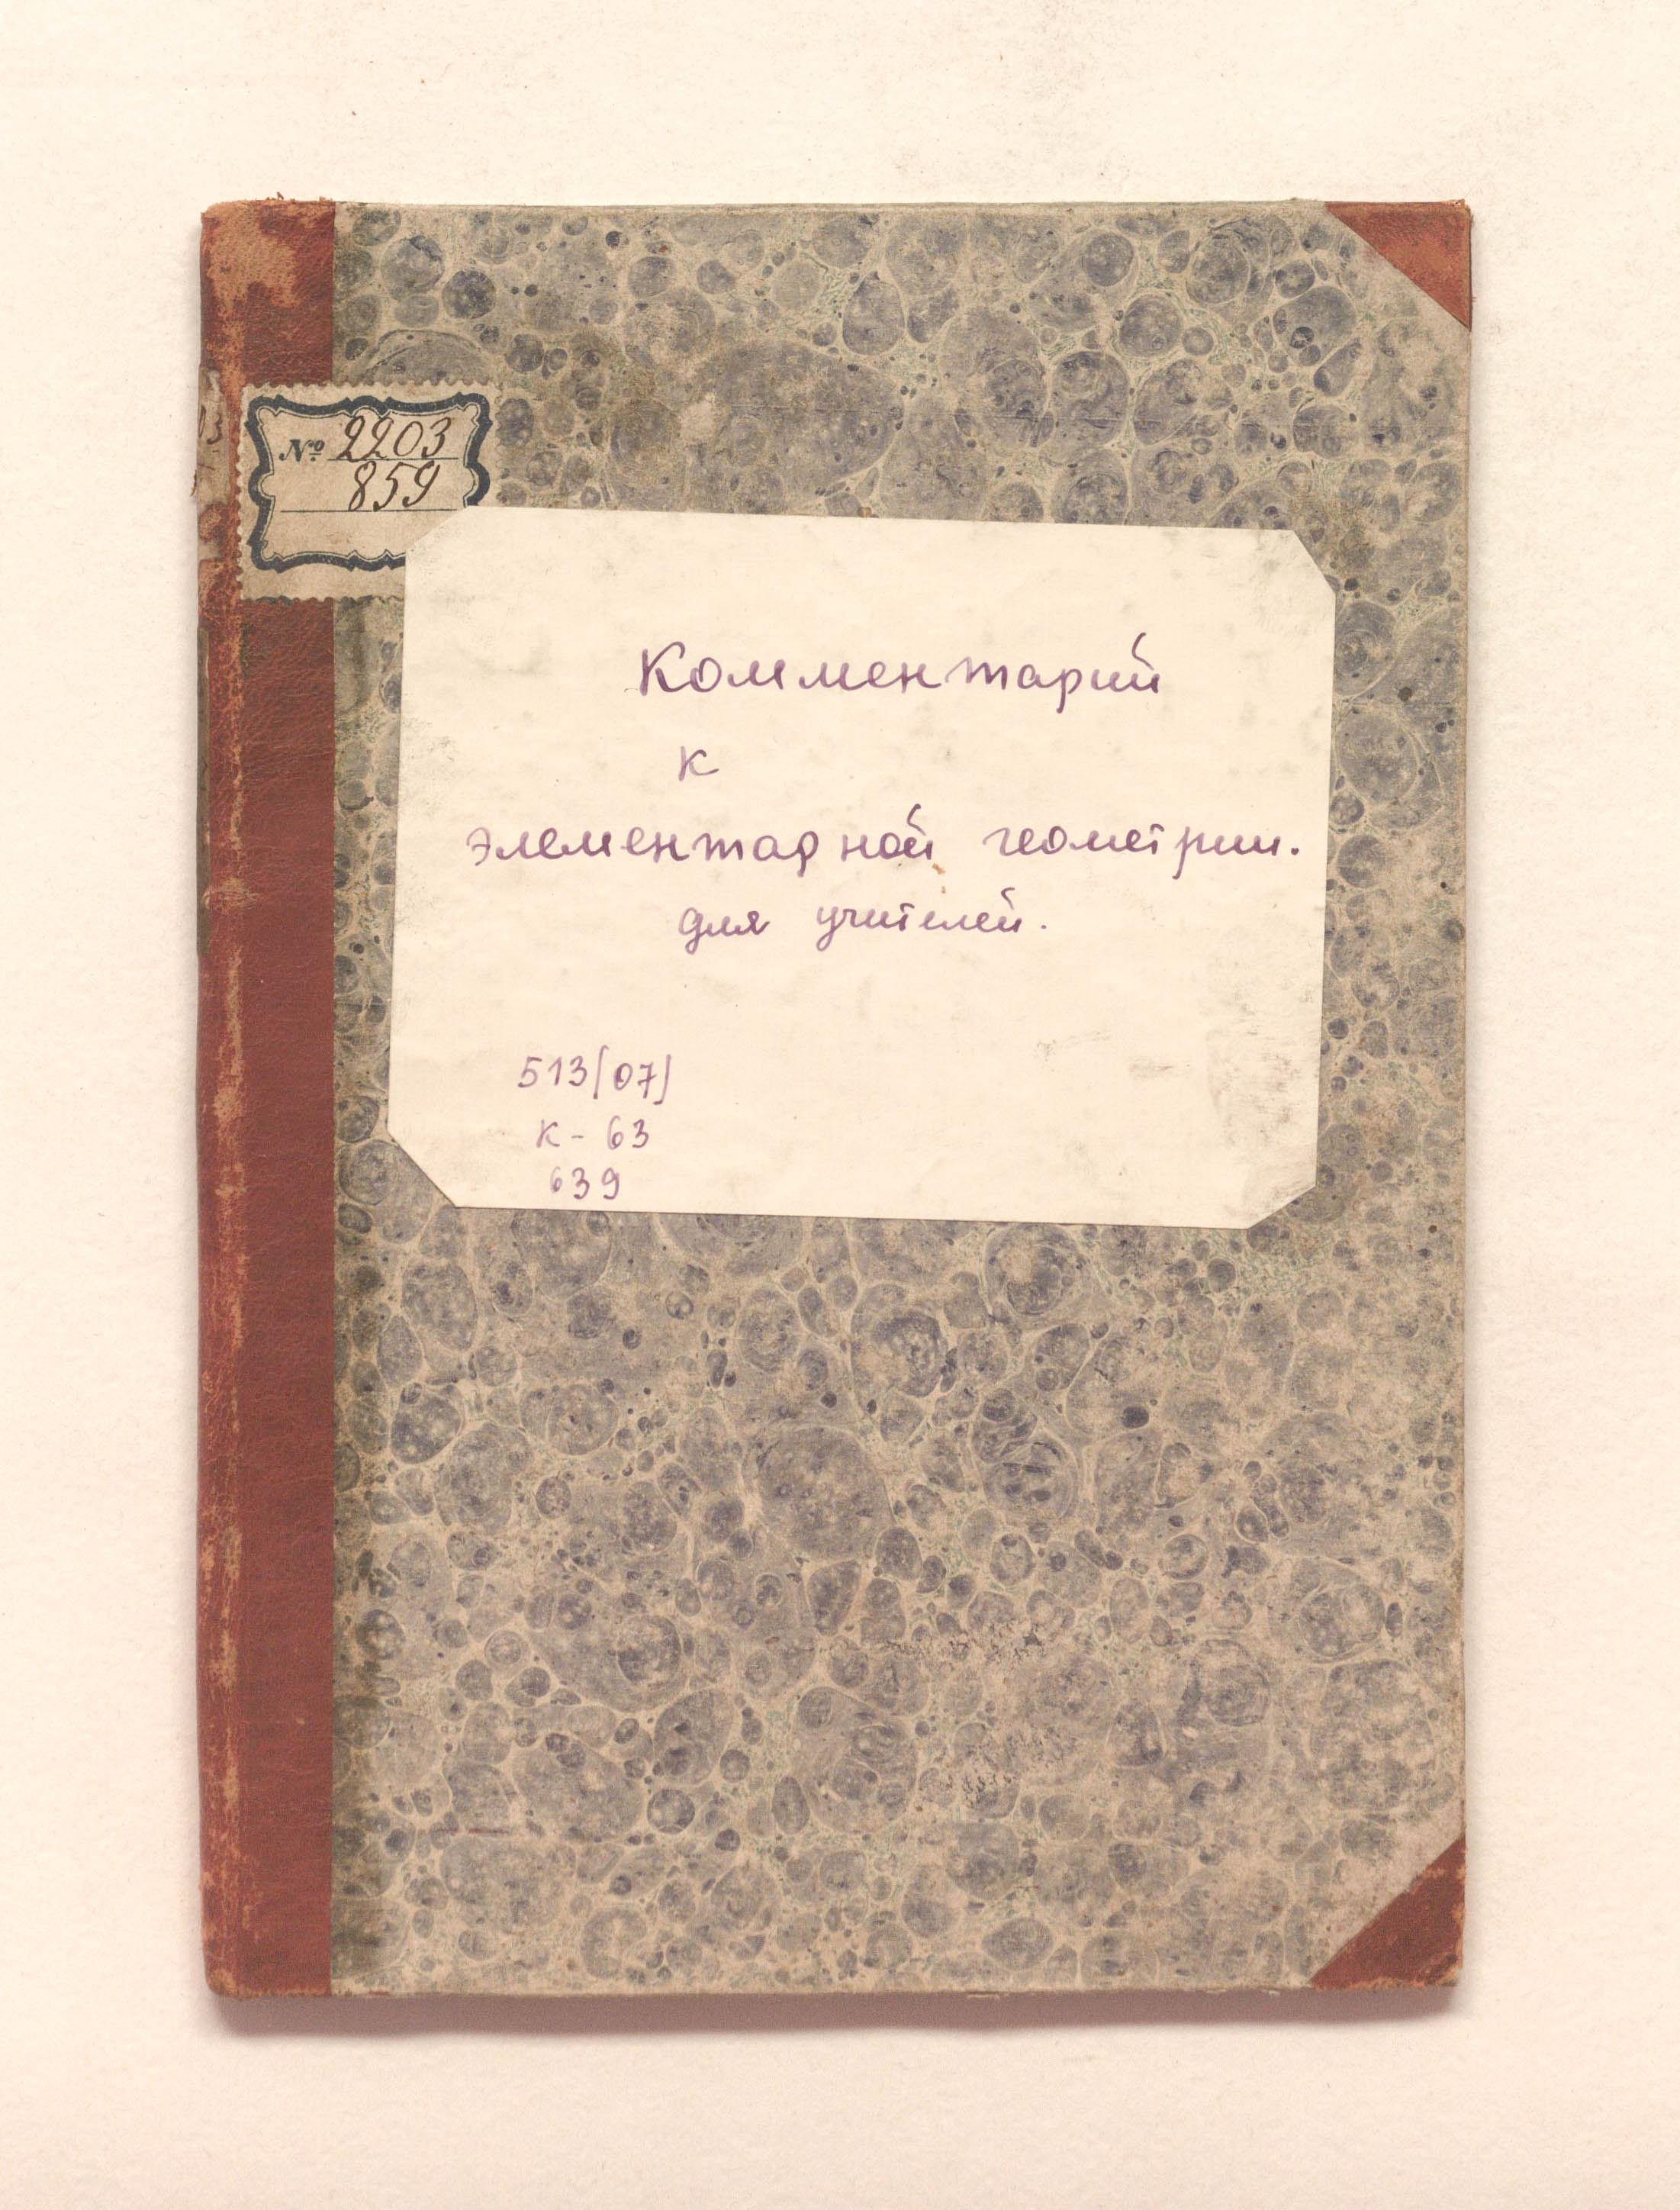 № 2203
859
Комментарий
к
элементарной геометрии.
для учителей.
513(07)
К - 63
639